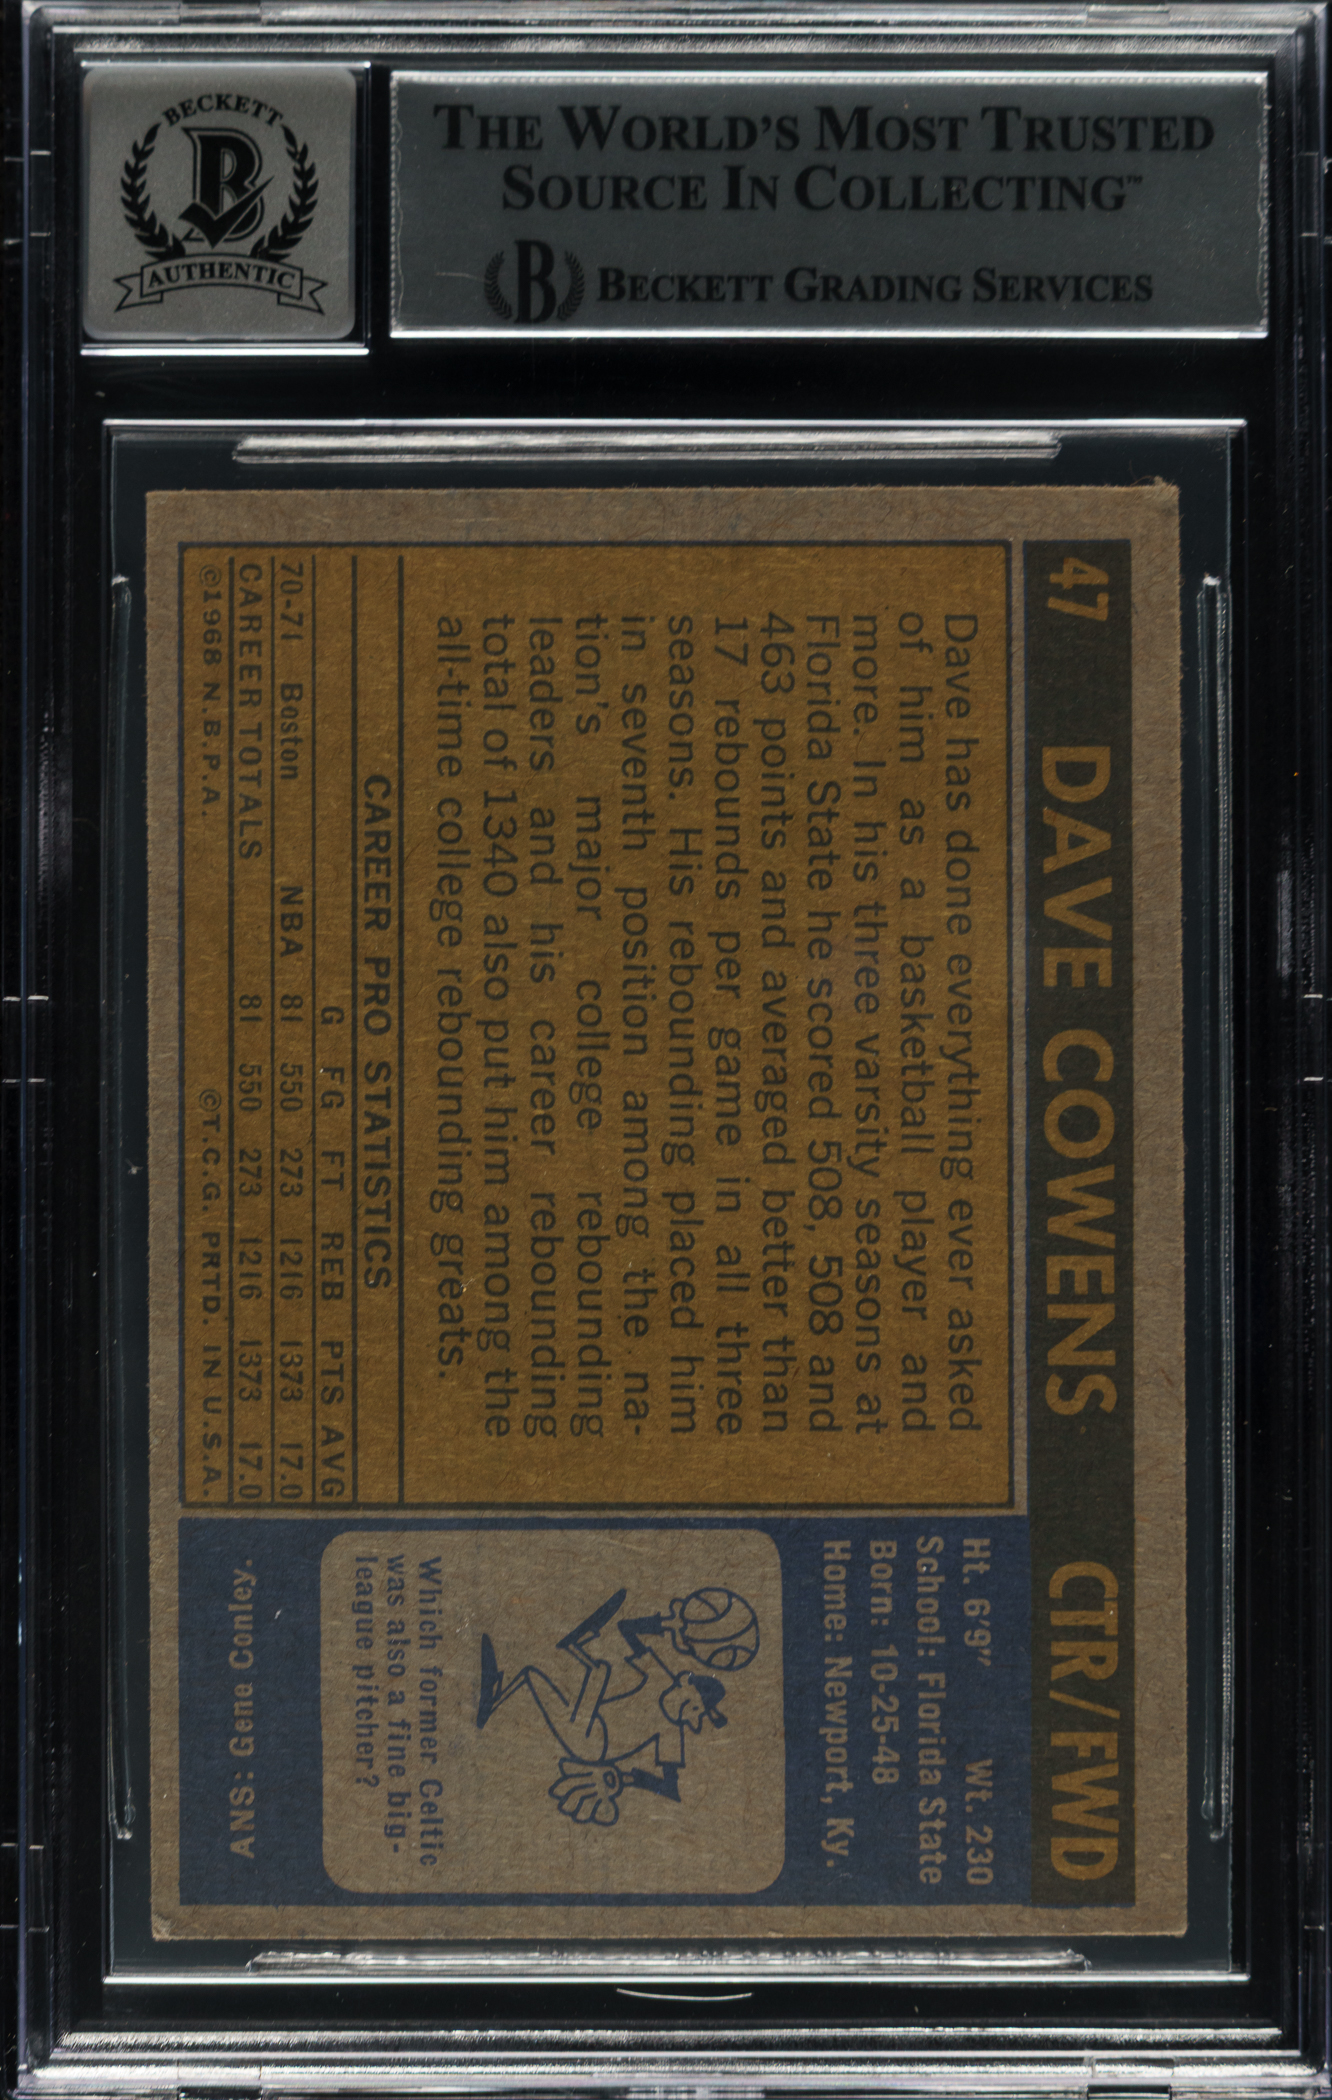 BECKETT
B
AUTHENTIC
THE WORLD'S MOST TRUSTED
SOURCE IN COLLECTING™
B BECKETT GRADING SERVICES
47 DAVE COWENS CTR/FWD
Dave has done everything ever asked
of him as a basketball player and
more. In his three varsity seasons at
Florida State he scored 508, 508 and
463 points and averaged better than
17 rebounds per game in all three
seasons. His rebounding placed him
in seventh position among the na-
tion's major college rebounding
leaders and his career rebounding
total of 1340 also put him among the
all-time college rebounding greats.
CAREER PRO STATISTICS
G FG FT REB PTS AVG
70-71 Boston NBA 81 550 273 1216 1373 17.0
CAREER TOTALS 81 550 273 1216 1373 17.0
©1968 N.B.P.A. ©T.C.G. PRTD. IN U.S.A.
Ht. 6'9" Wt. 230
School: Florida State
Born: 10-25-48
Home: Newport, Ky.
Which former Celtic
was also a fine big-
league pitcher?
ANS: Gene Conley.